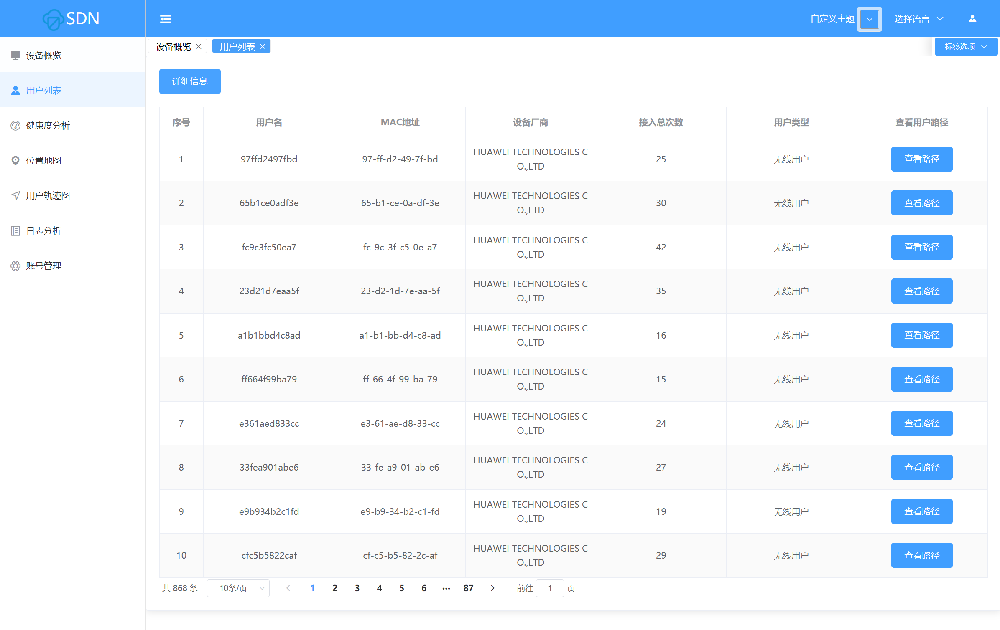 SDN
自定义主题
选择语言
设备概览
用户列表
标签选项
设备概览
用户列表
健康度分析
位置地图
用户轨迹图
日志分析
账号管理
详细信息
序号 用户名 MAC地址 设备厂商 接入总次数 用户类型 查看用户路径
1 97ffd2497fbd 97-ff-d2-49-7f-bd HUAWEI TECHNOLOGIES C
O.,LTD 25 无线用户 查看路径
2 65b1ce0adf3e 65-b1-ce-0a-df-3e HUAWEI TECHNOLOGIES C
O.,LTD 30 无线用户 查看路径
3 fc9c3fc50ea7 fc-9c-3f-c5-0e-a7 HUAWEI TECHNOLOGIES C
O.,LTD 42 无线用户 查看路径
4 23d21d7eaa5f 23-d2-1d-7e-aa-5f HUAWEI TECHNOLOGIES C
O.,LTD 35 无线用户 查看路径
5 a1b1bbd4c8ad a1-b1-bb-d4-c8-ad HUAWEI TECHNOLOGIES C
O.,LTD 16 无线用户 查看路径
6 ff664f99ba79 ff-66-4f-99-ba-79 HUAWEI TECHNOLOGIES C
O.,LTD 15 无线用户 查看路径
7 e361aed833cc e3-61-ae-d8-33-cc HUAWEI TECHNOLOGIES C
O.,LTD 24 无线用户 查看路径
8 33fea901abe6 33-fe-a9-01-ab-e6 HUAWEI TECHNOLOGIES C
O.,LTD 27 无线用户 查看路径
9 e9b934b2c1fd e9-b9-34-b2-c1-fd HUAWEI TECHNOLOGIES C
O.,LTD 19 无线用户 查看路径
10 cfc5b5822caf cf-c5-b5-82-2c-af HUAWEI TECHNOLOGIES C
O.,LTD 29 无线用户 查看路径
共 868 条 10条/页 1 2 3 4 5 6 ··· 87 前往 1 页